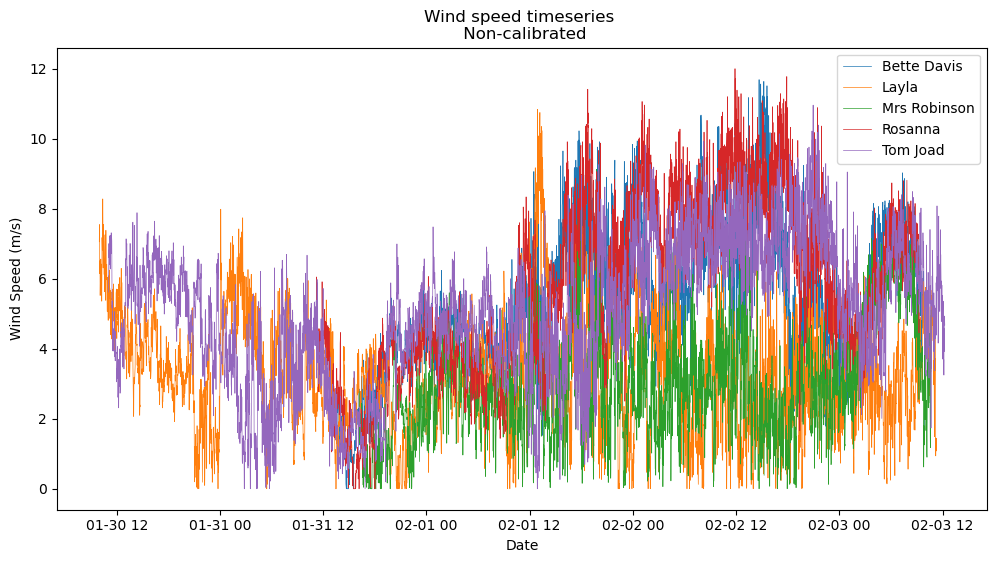 Wind speed timeseries
Non-calibrated
Bette Davis
Layla
Mrs Robinson
Rosanna
Tom Joad
Wind Speed (m/s)
12
10
8
6
4
2
0
01-30 12 01-31 00 01-31 12 02-01 00 02-01 12 02-02 00 02-02 12 02-03 00 02-03 12
Date